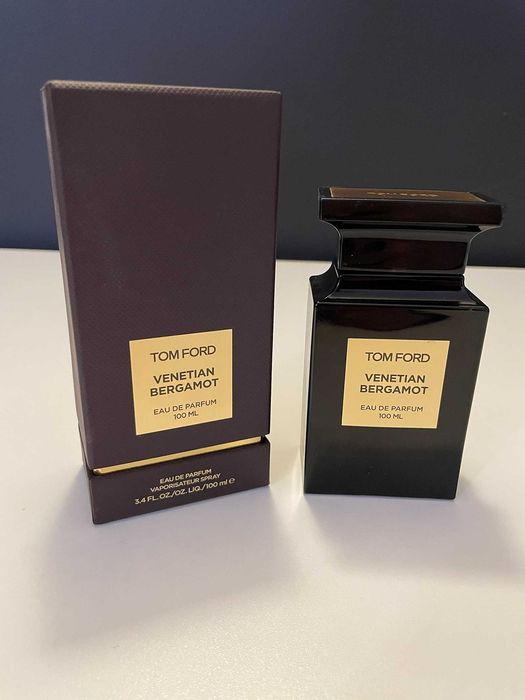 TOM FORD
VENETIAN
BERGAMOT
EAU DE PARFUM
100 ML
EAU DE PARFUM
VAPORISATEUR SPRAY
3.4 FL.OZ./OZ. LIQ./100 ml e
TOM FORD
VENETIAN
BERGAMOT
EAU DE PARFUM
100 ML